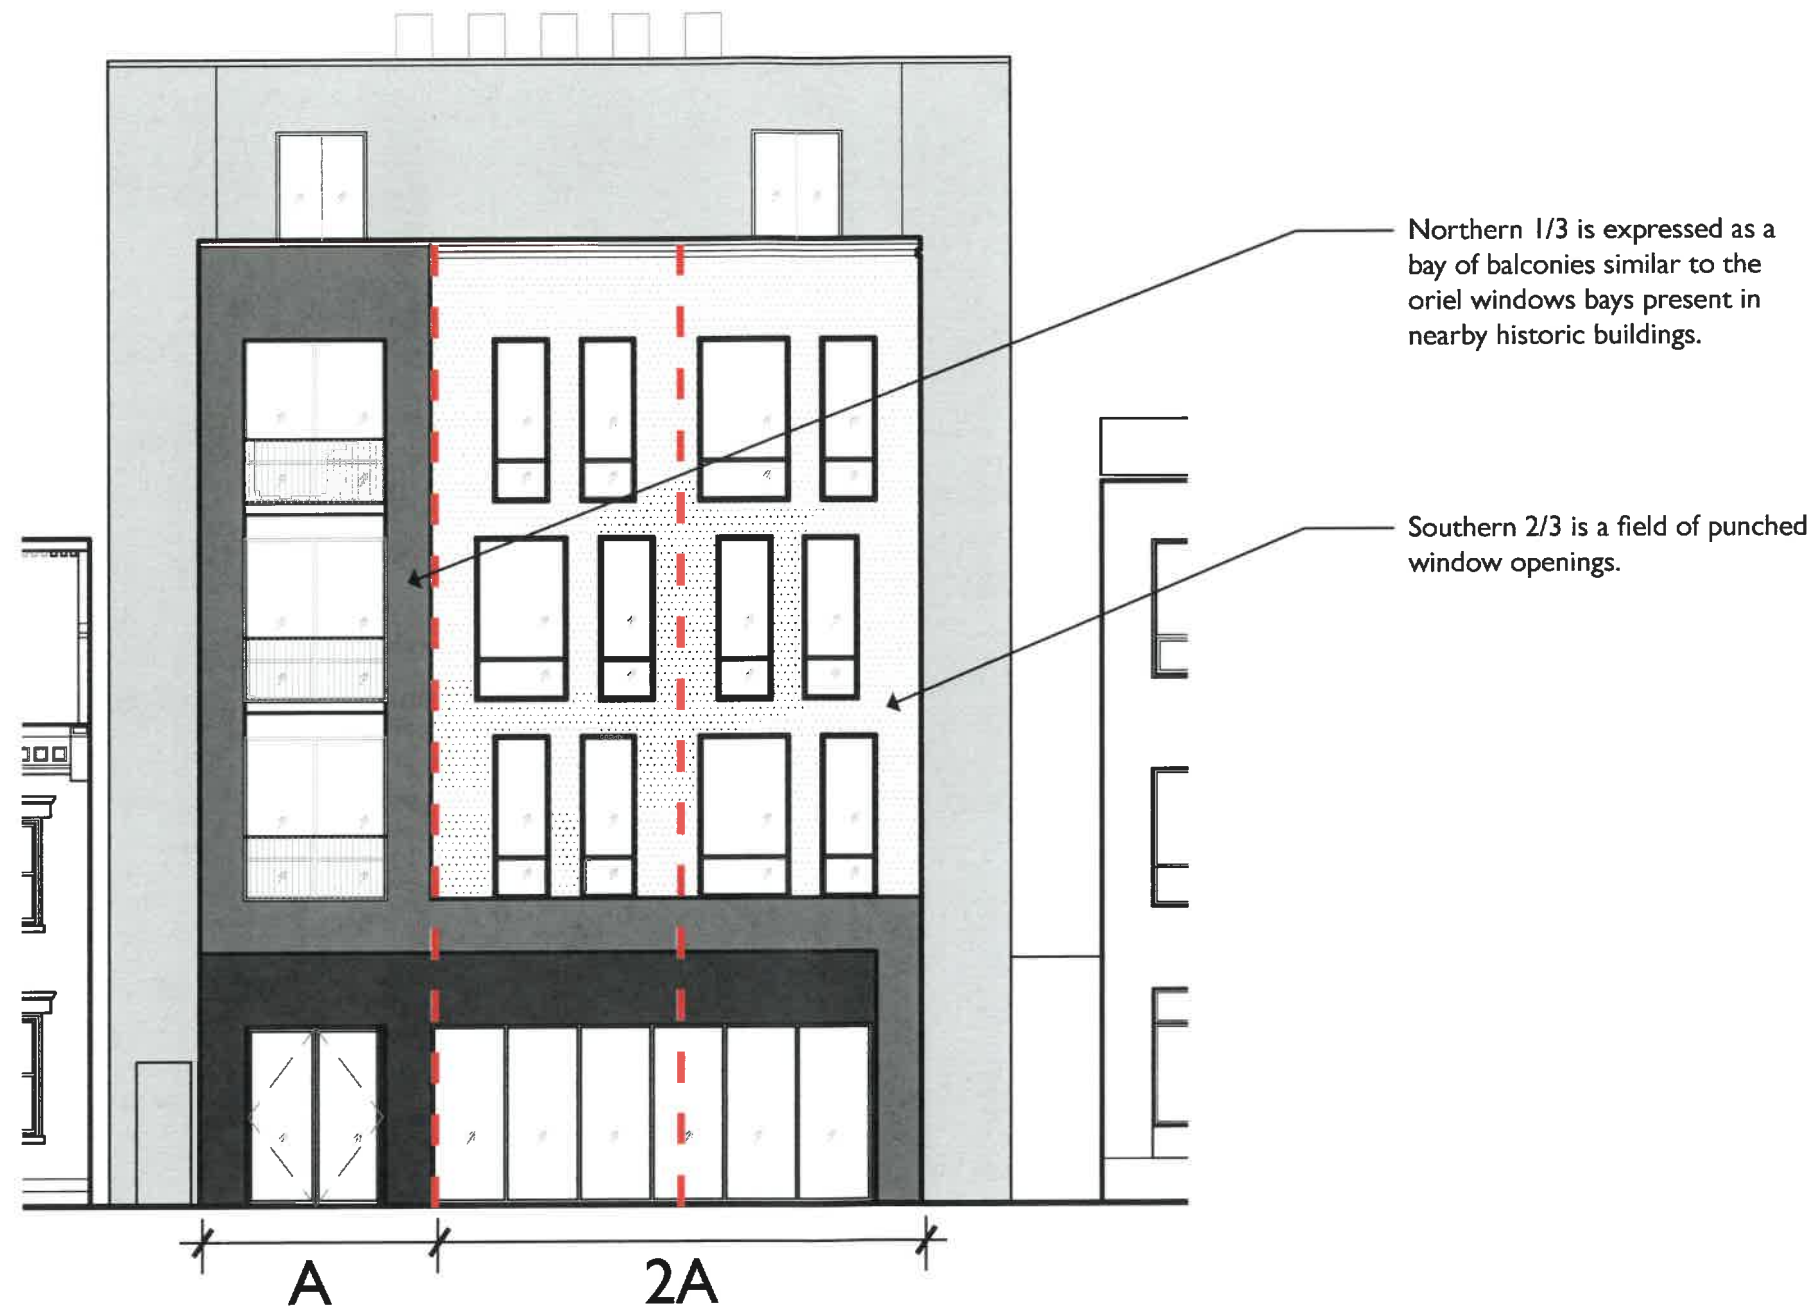 Northern 1/3 is expressed as a
bay of balconies similar to the
oriel windows bays present in
nearby historic buildings.
Southern 2/3 is a field of punched
window openings.
A
2A